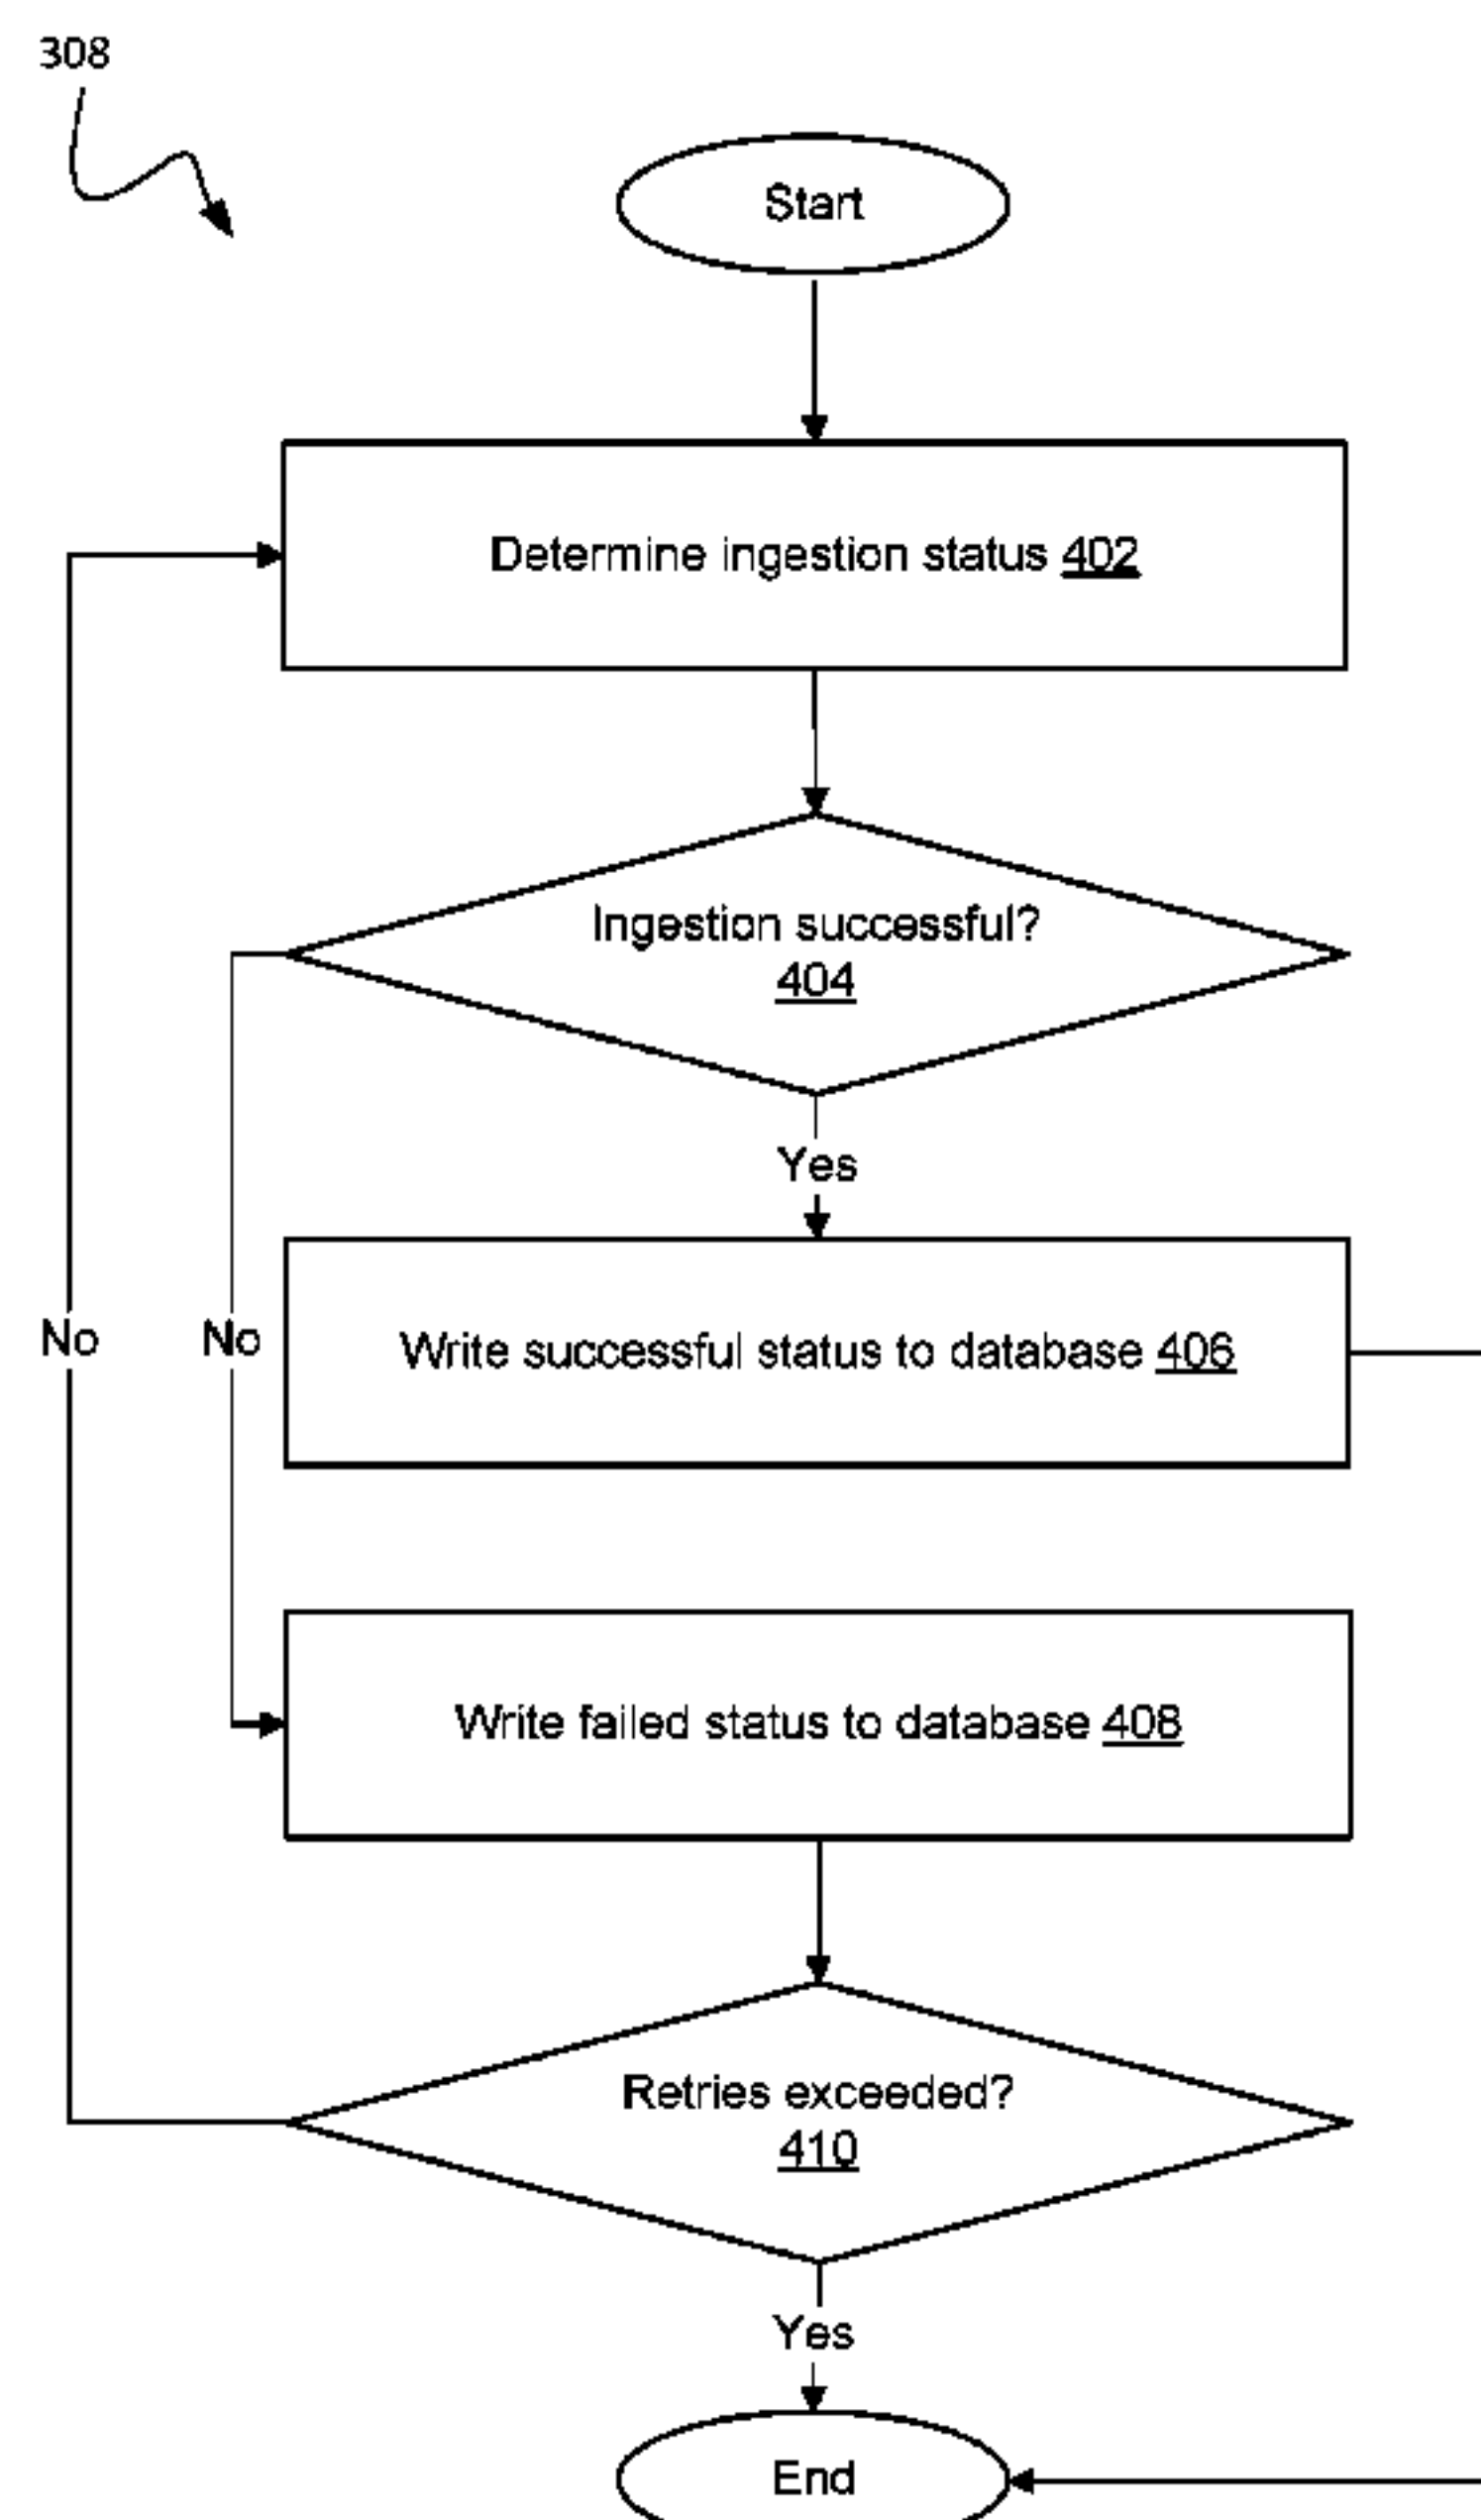 308
Start
Determine ingestion status 402
Ingestion successful?
404
Yes
No
No
Write successful status to database 406
Write failed status to database 408
Retries exceeded?
410
Yes
End